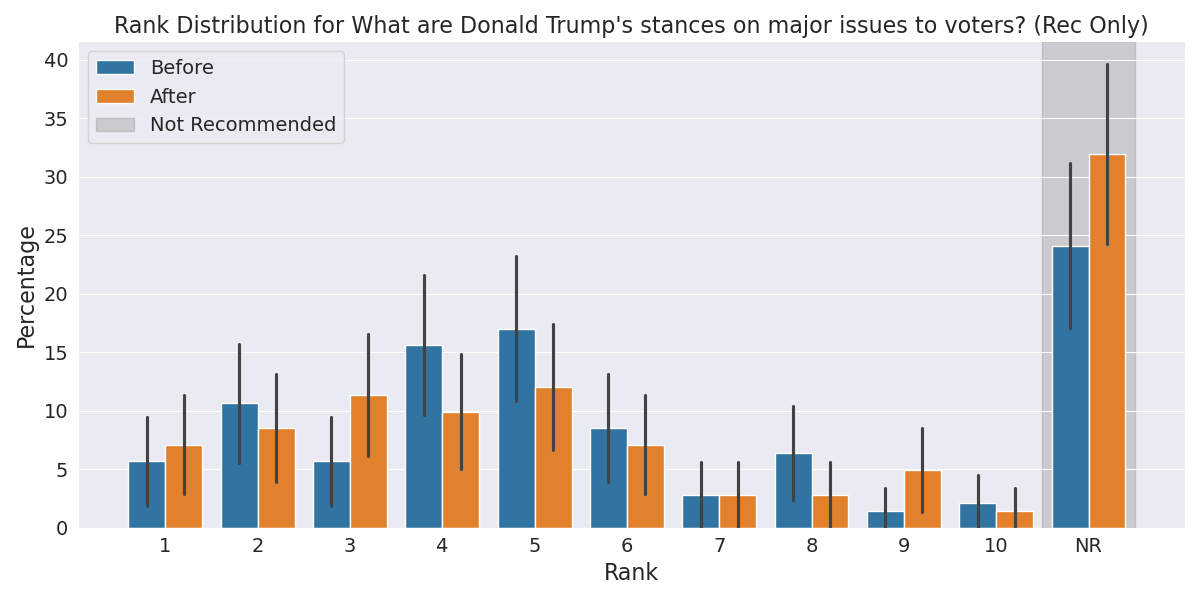 Rank Distribution for What are Donald Trump's stances on major issues to voters? (Rec Only)
Before
After
Not Recommended
Percentage
40
35
30
25
20
15
10
5
0
1 2 3 4 5 6 7 8 9 10 NR
Rank